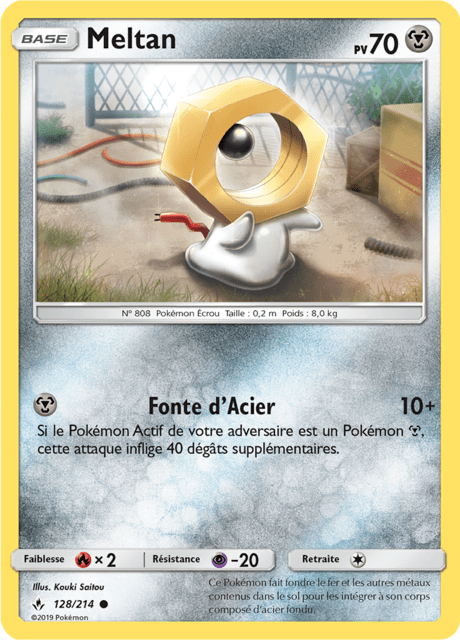 BASE Meltan PV70
N° 808 Pokémon Écrou Taille : 0,2 m Poids : 8,0 kg
Fonte d'Acier 10+
Si le Pokémon Actif de votre adversaire est un Pokémon ,
cette attaque inflige 40 dégâts supplémentaires.
Faiblesse ×2 Résistance -20 Retraite
Illus. Kouki Saitou
128/214
©2019 Pokémon
Ce Pokémon fait fondre le fer et les autres métaux
contenus dans le sol pour les intégrer à son corps
composé d'acier fondu.